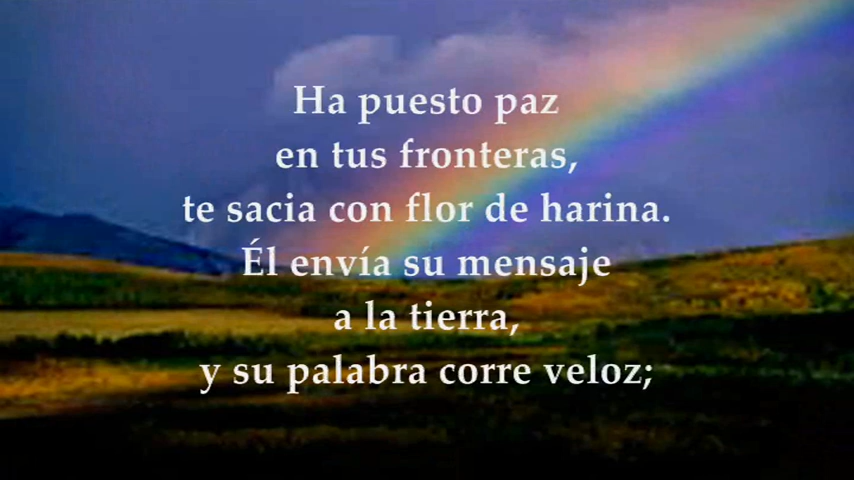 Ha puesto paz
en tus fronteras,
te sacia con flor de harina.
Él envía su mensaje
a la tierra,
y su palabra corre veloz;